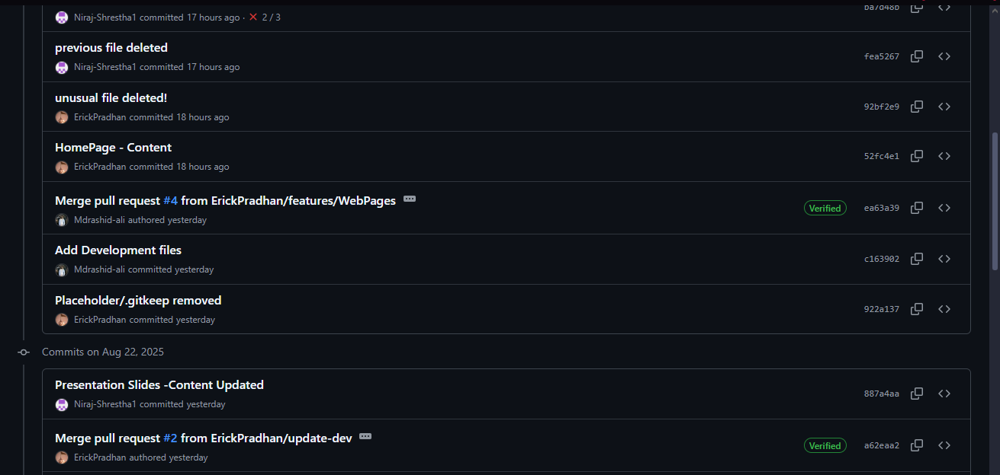 Niraj-Shrestha1 committed 17 hours ago · ✕ 2 / 3
ba7d48b
previous file deleted
Niraj-Shrestha1 committed 17 hours ago
fea5267
unusual file deleted!
ErickPradhan committed 18 hours ago
92bf2e9
HomePage - Content
ErickPradhan committed 18 hours ago
52fc4e1
Merge pull request #4 from ErickPradhan/features/WebPages
Mdrashid-ali authored yesterday
Verified ea63a39
Add Development files
Mdrashid-ali committed yesterday
c163902
Placeholder/.gitkeep removed
ErickPradhan committed yesterday
922a137
Commits on Aug 22, 2025
Presentation Slides -Content Updated
Niraj-Shrestha1 committed yesterday
887a4aa
Merge pull request #2 from ErickPradhan/update-dev
ErickPradhan authored yesterday
Verified a62eaa2